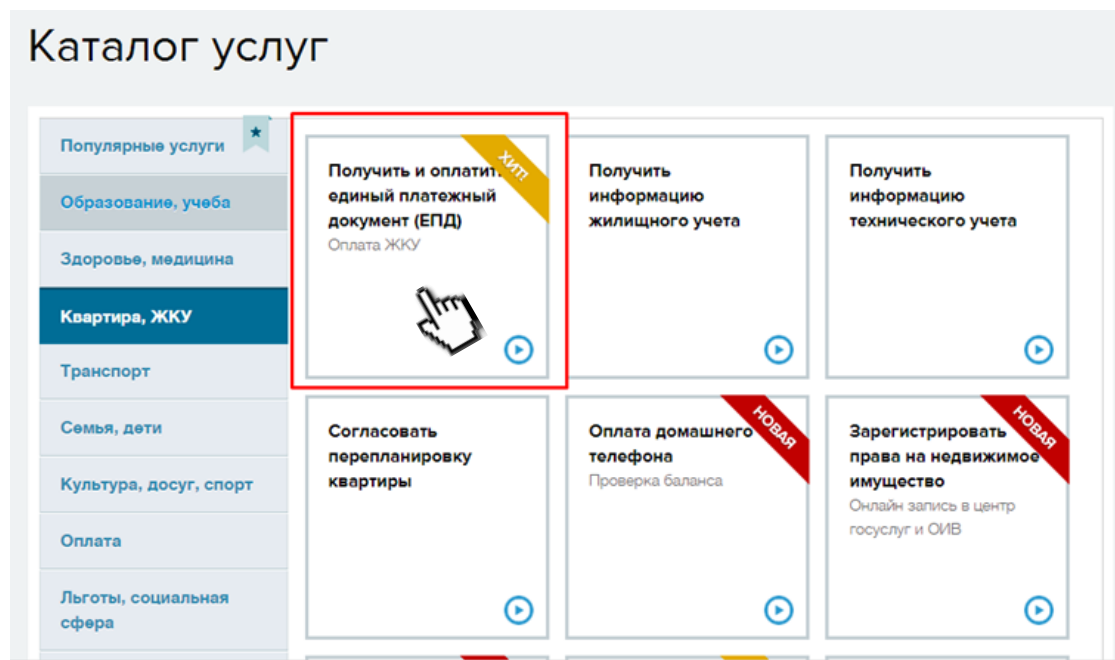 Каталог услуг
Популярные услуги
Образование, учеба
Здоровье, медицина
Квартира, ЖКУ
Транспорт
Семья, дети
Культура, досуг, спорт
Оплата
Льготы, социальная
сфера
ХИТ!
Получить и оплатить
единый платежный
документ (ЕПД)
Оплата ЖКУ
Получить
информацию
жилищного учета
Получить
информацию
технического учета
Согласовать
перепланировку
квартиры
НОВАЯ
Оплата домашнего
телефона
Проверка баланса
НОВАЯ
Зарегистрировать
права на недвижимое
имущество
Онлайн запись в центр
госуслуг и ОИВ